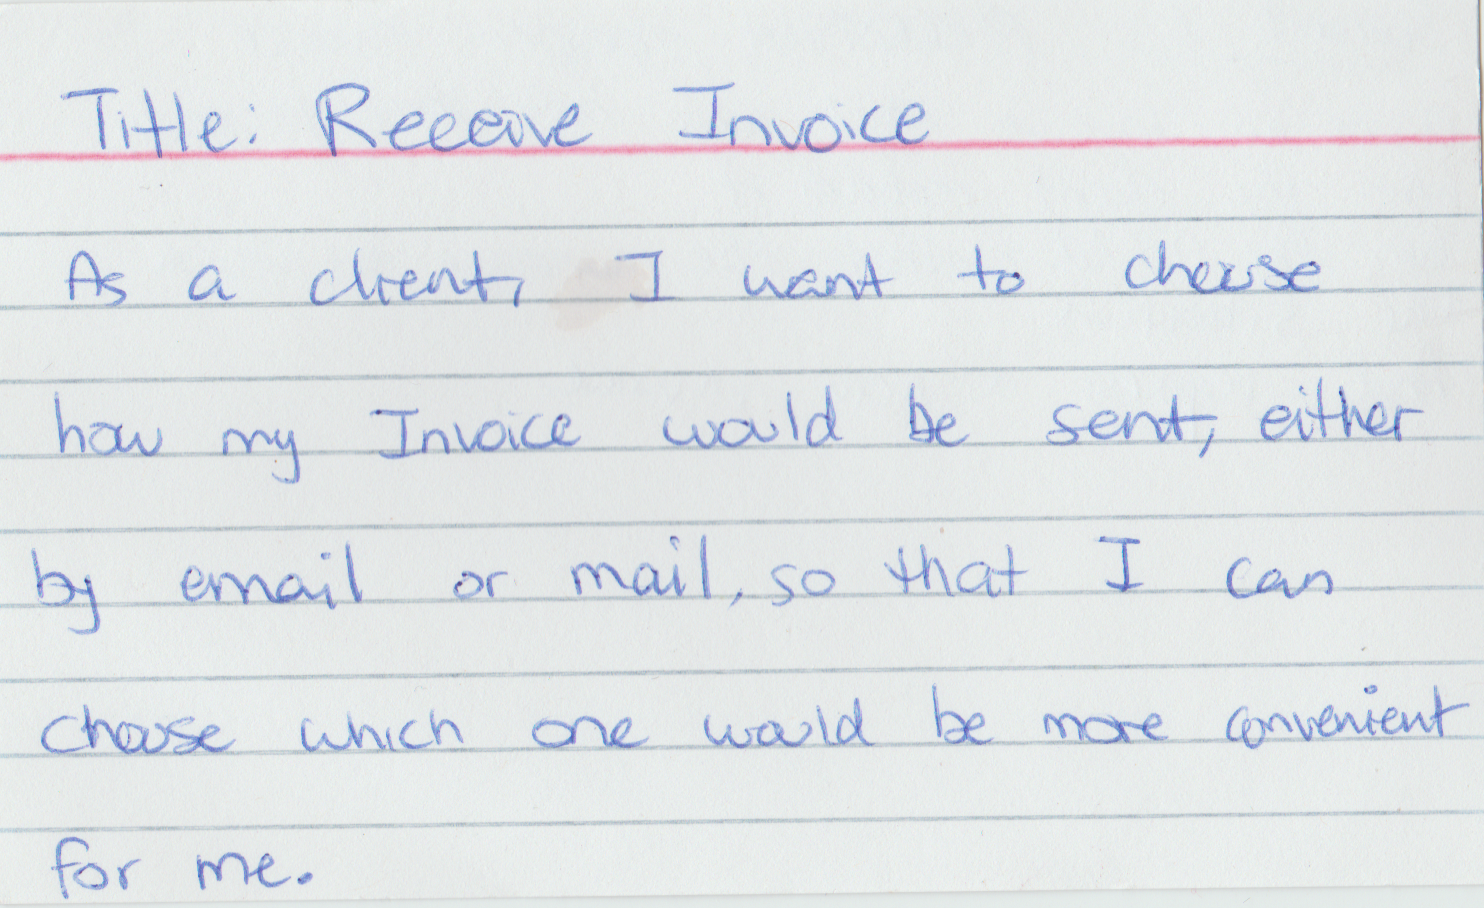 Title: Receive Invoice
As a client, I want to choose
how my Invoice would be sent, either
by email or mail, so that I can
choose which one would be more convenient
for me.